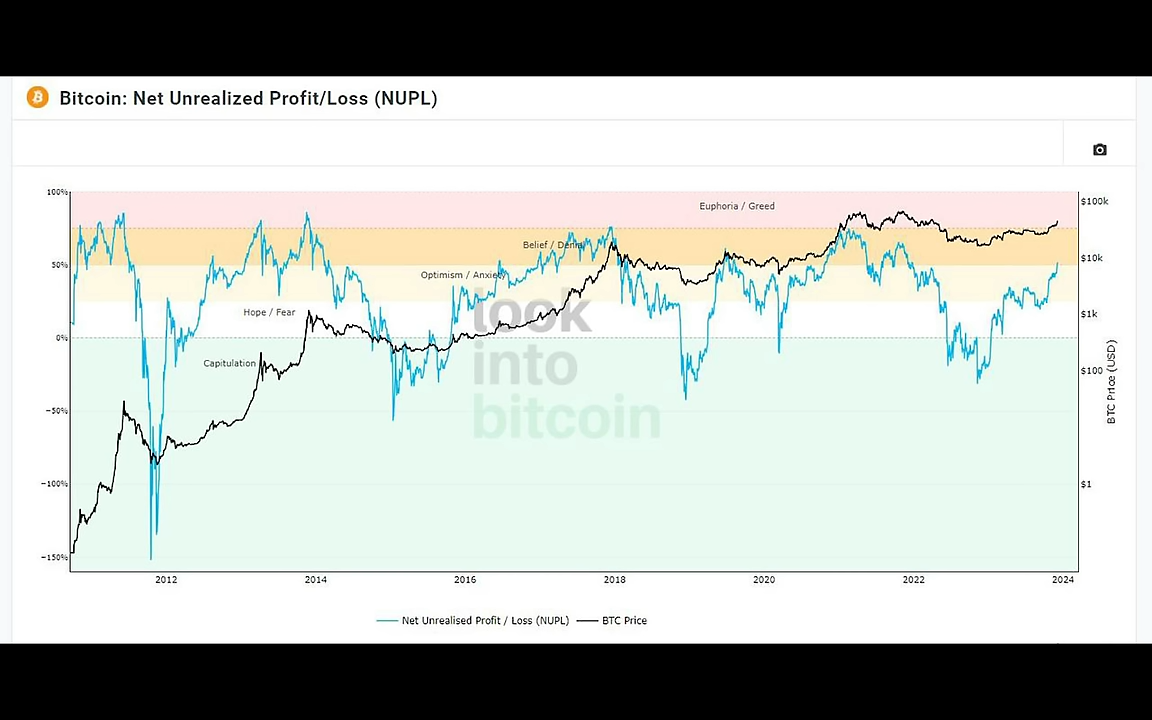 Bitcoin: Net Unrealized Profit/Loss (NUPL)
100%
50%
0%
−50%
−100%
−150%
Euphoria / Greed
Belief / Denial
Optimism / Anxiety
Hope / Fear
Capitulation
look
into
bitcoin
$100k
$10k
$1k
$100
$1
BTC Price (USD)
2012 2014 2016 2018 2020 2022 2024
Net Unrealised Profit / Loss (NUPL) BTC Price